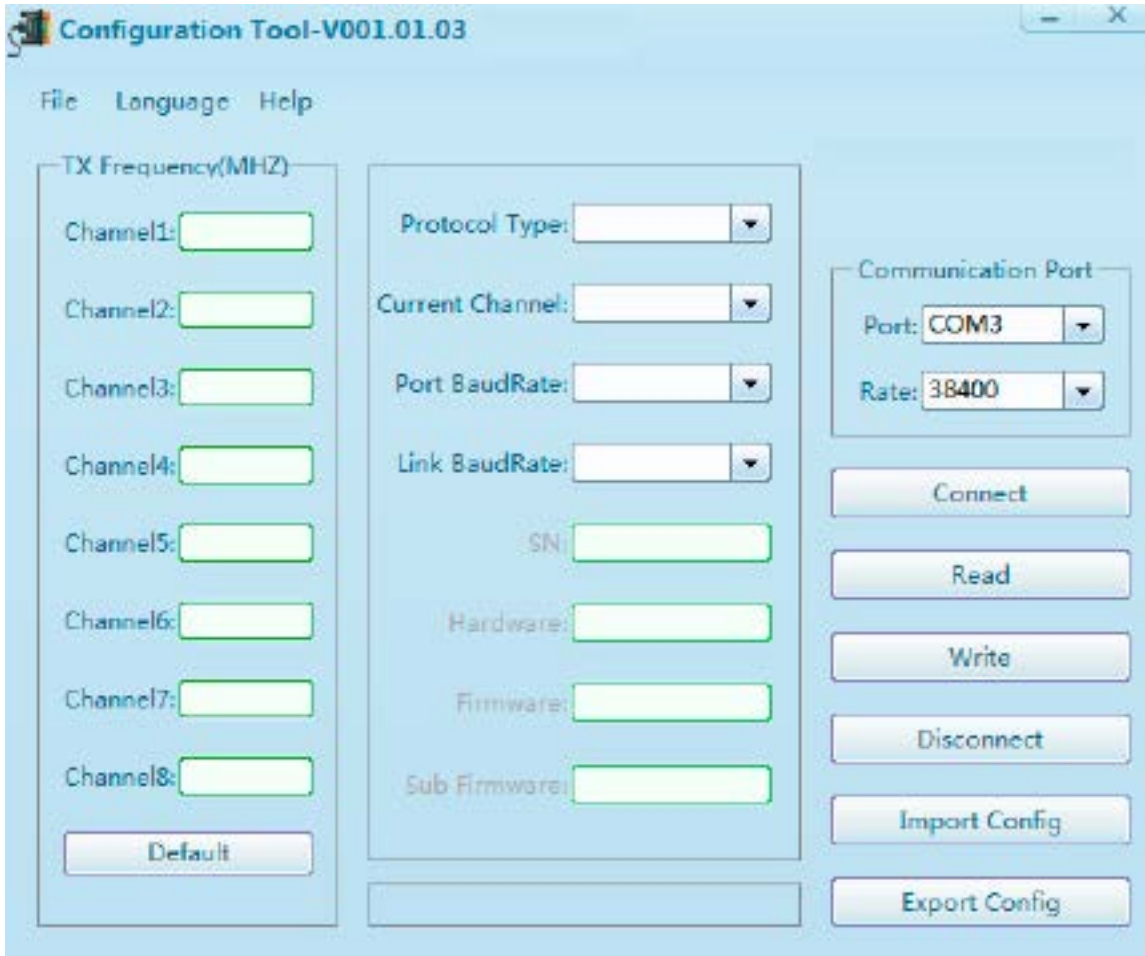 Configuration Tool-V001.01.03
File Language Help
TX Frequency(MHZ)
Channel1:
Channel2:
Channel3:
Channel4:
Channel5:
Channel6:
Channel7:
Channel8:
Default
Protocol Type:
Current Channel:
Port BaudRate:
Link BaudRate:
SN:
Hardware:
Firmware:
Sub Firmware:
Communication Port
Port: COM3
Rate: 38400
Connect
Read
Write
Disconnect
Import Config
Export Config